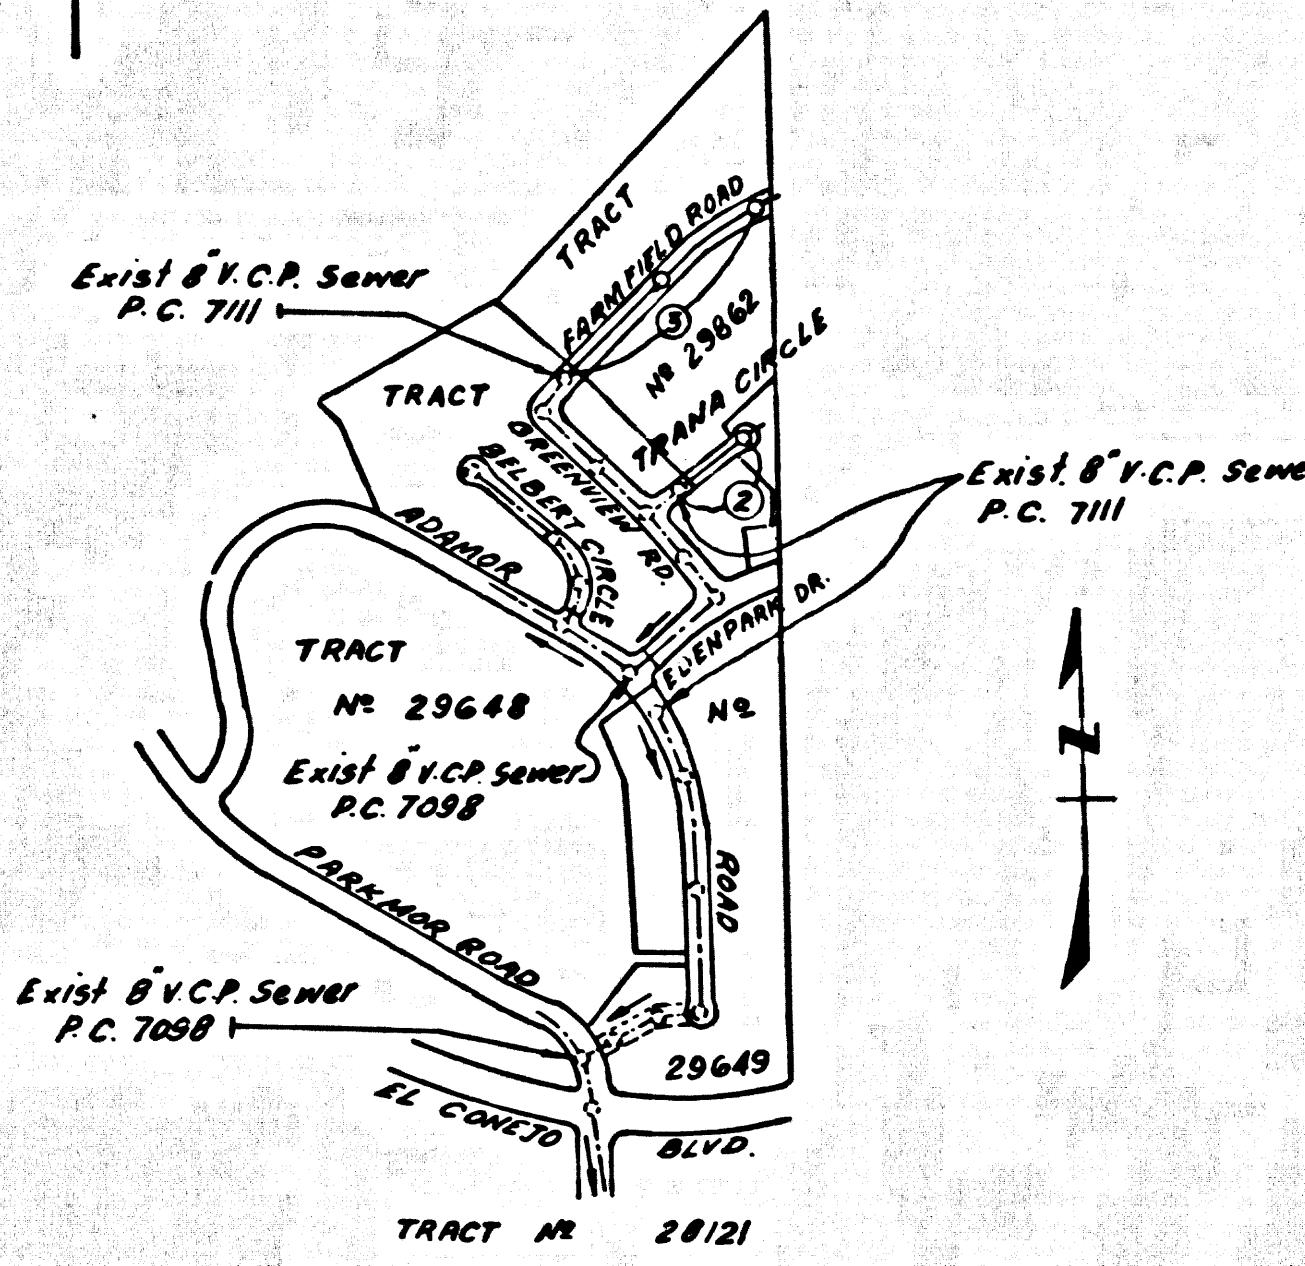 TRACT
FARMFIELD ROAD
Exist 8" V.C.P. Sewer
P.C. 7111
3
Nº 29862
TRANA CIRCLE
TRACT
GREENVIEW RD.
BELBERT CIRCLE
2
Exist. 8" V.C.P. Sewe
P.C. 7111
ADAMOR
EDENPARK DR.
TRACT
Nº 29648
Nº
Exist 8" V.C.P. Sewer
P.C. 7098
Z
ROAD
PARKMOR ROAD
Exist 8" V.C.P. Sewer
P.C. 7098
29649
EL CONEJO
BLVD.
TRACT Nº 28121